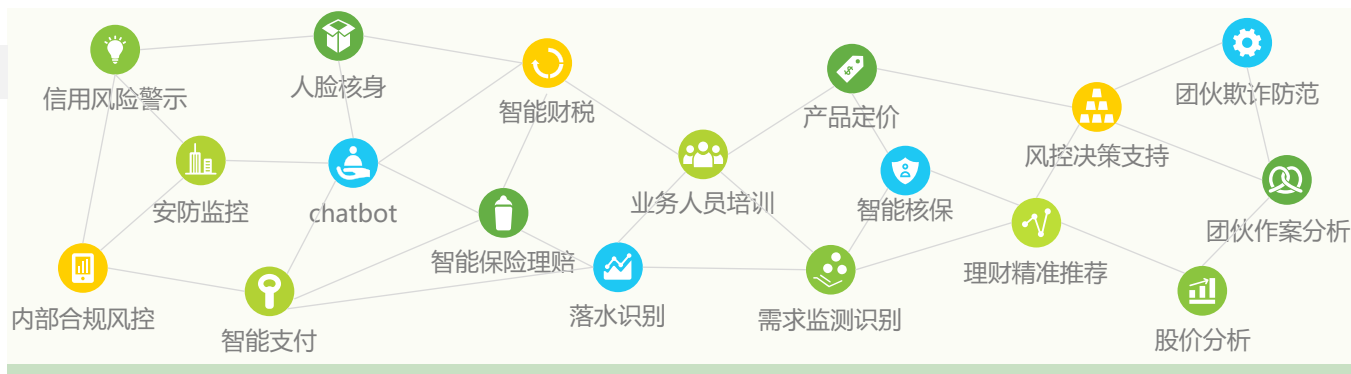 信用风险警示
人脸核身
智能财税
产品定价
团伙欺诈防范
安防监控
chatbot
业务人员培训
智能核保
风控决策支持
团伙作案分析
内部合规风控
智能支付
智能保险理赔
落水识别
需求监测识别
理财精准推荐
股价分析